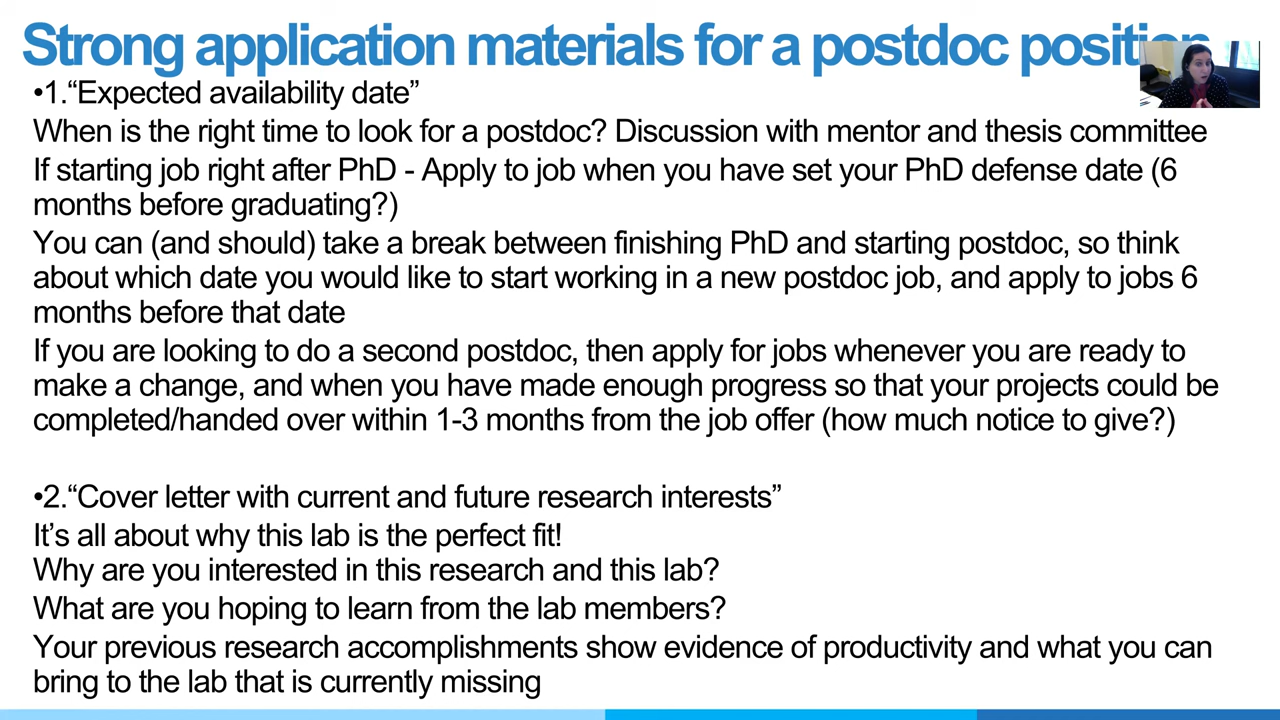 Strong application materials for a postdoc position
•1.“Expected availability date”
When is the right time to look for a postdoc? Discussion with mentor and thesis committee
If starting job right after PhD - Apply to job when you have set your PhD defense date (6
months before graduating?)
You can (and should) take a break between finishing PhD and starting postdoc, so think
about which date you would like to start working in a new postdoc job, and apply to jobs 6
months before that date
If you are looking to do a second postdoc, then apply for jobs whenever you are ready to
make a change, and when you have made enough progress so that your projects could be
completed/handed over within 1-3 months from the job offer (how much notice to give?)
•2.“Cover letter with current and future research interests”
It’s all about why this lab is the perfect fit!
Why are you interested in this research and this lab?
What are you hoping to learn from the lab members?
Your previous research accomplishments show evidence of productivity and what you can
bring to the lab that is currently missing